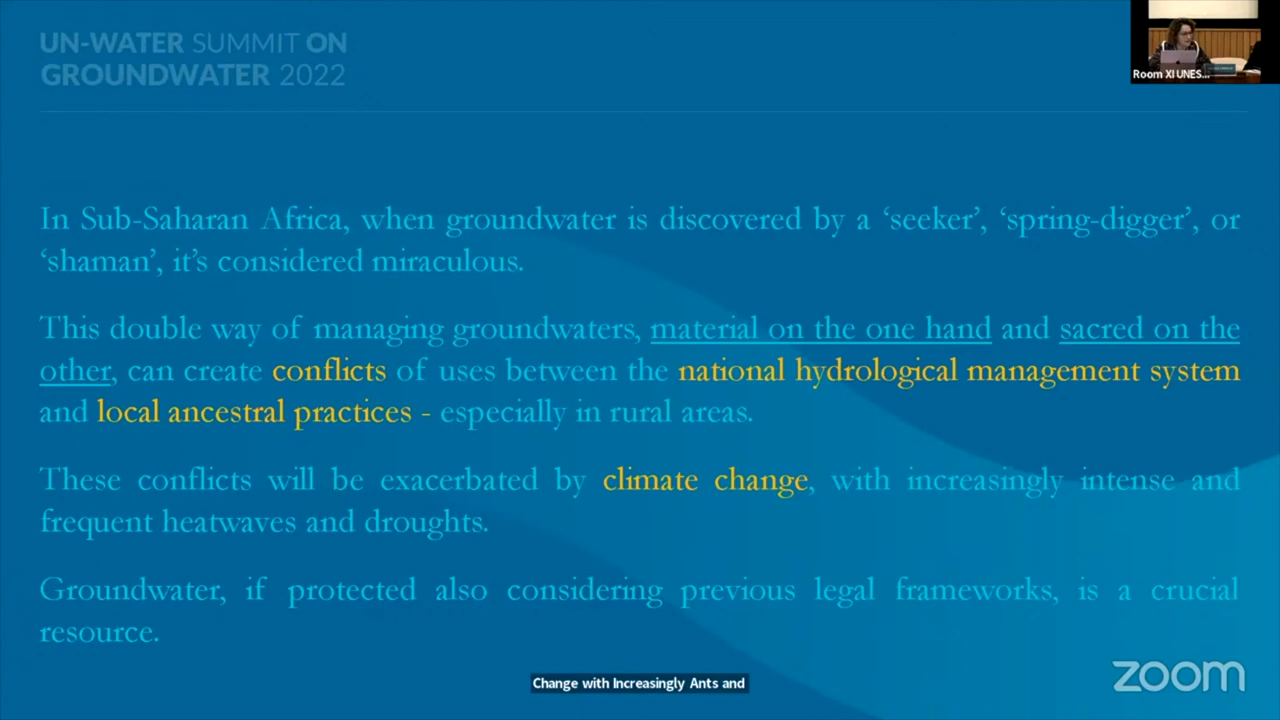 UN-WATER SUMMIT ON
GROUNDWATER 2022
Room XI UNES...
In Sub-Saharan Africa, when groundwater is discovered by a ‘seeker’, ‘spring-digger’, or
‘shaman’, it’s considered miraculous.
This double way of managing groundwaters, material on the one hand and sacred on the
other, can create conflicts of uses between the national hydrological management system
and local ancestral practices - especially in rural areas.
These conflicts will be exacerbated by climate change, with increasingly intense and
frequent heatwaves and droughts.
Groundwater, if protected also considering previous legal frameworks, is a crucial
resource.
Change with Increasingly Ants and
zoom